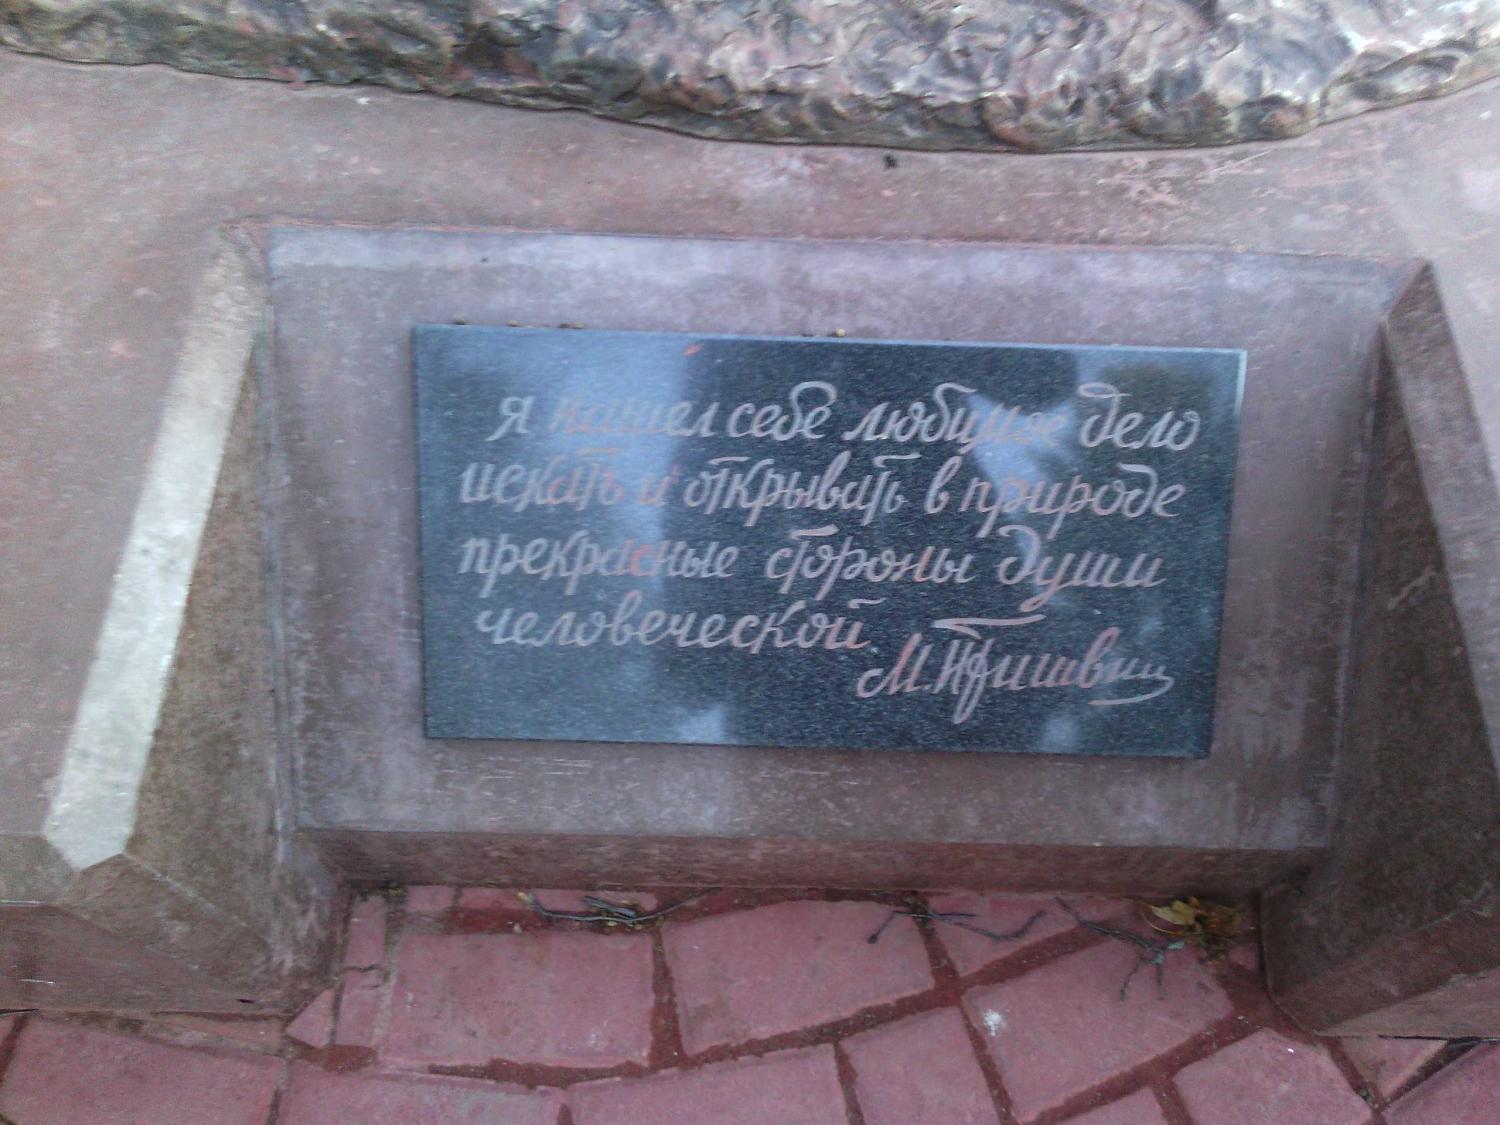 Я нашел себе любимое дело
искать и открывать в природе
прекрасные стороны души
человеческой
М. Пришвин